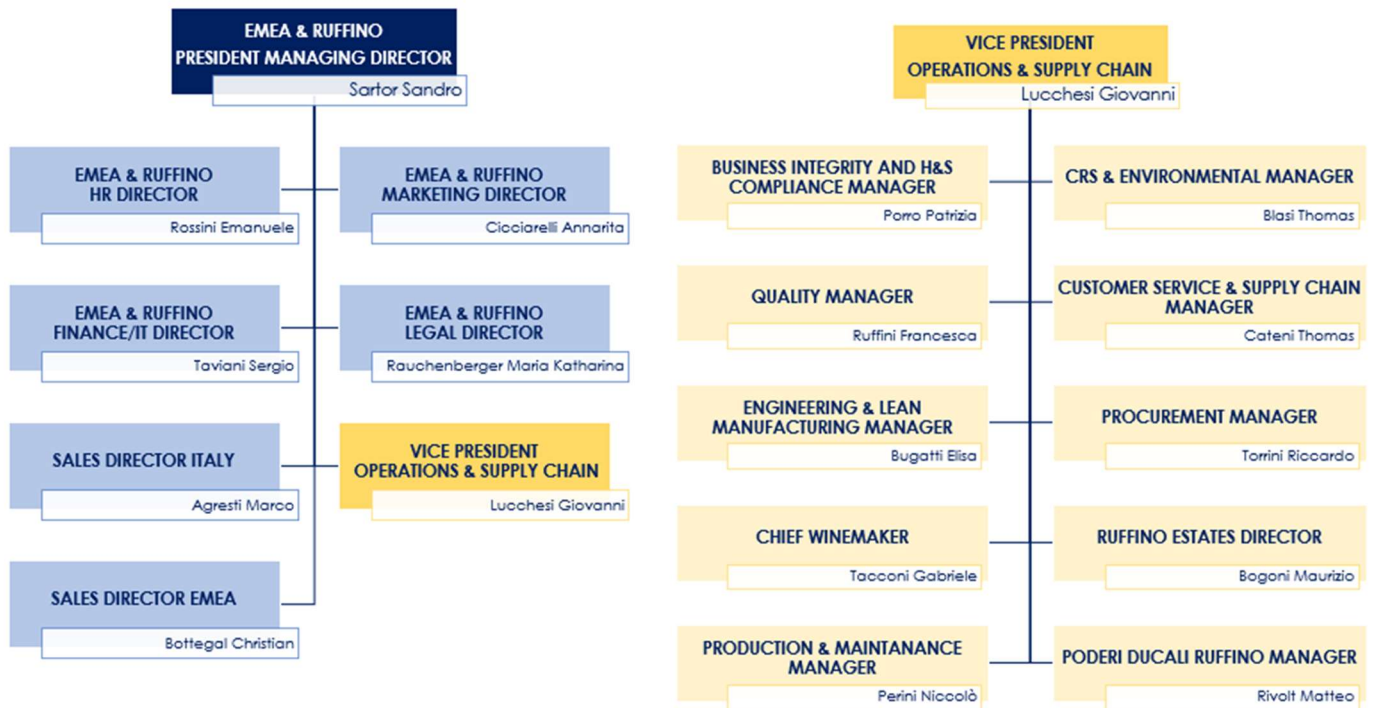 EMEA & RUFFINO
PRESIDENT MANAGING DIRECTOR
Sartor Sandro
EMEA & RUFFINO
HR DIRECTOR
Rossini Emanuele
EMEA & RUFFINO
MARKETING DIRECTOR
Cicciarelli Annarita
EMEA & RUFFINO
FINANCE/IT DIRECTOR
Taviani Sergio
EMEA & RUFFINO
LEGAL DIRECTOR
Rauchenberger Maria Katharina
SALES DIRECTOR ITALY
Agresti Marco
VICE PRESIDENT
OPERATIONS & SUPPLY CHAIN
Lucchesi Giovanni
SALES DIRECTOR EMEA
Bottegal Christian
VICE PRESIDENT
OPERATIONS & SUPPLY CHAIN
Lucchesi Giovanni
BUSINESS INTEGRITY AND H&S
COMPLIANCE MANAGER
Porro Patrizia
CRS & ENVIRONMENTAL MANAGER
Blasi Thomas
QUALITY MANAGER
Ruffini Francesca
CUSTOMER SERVICE & SUPPLY CHAIN
MANAGER
Cateni Thomas
ENGINEERING & LEAN
MANUFACTURING MANAGER
Bugatti Elisa
PROCUREMENT MANAGER
Torrini Riccardo
CHIEF WINEMAKER
Tacconi Gabriele
RUFFINO ESTATES DIRECTOR
Bogoni Maurizio
PRODUCTION & MAINTANANCE
MANAGER
Perini Niccolò
PODERI DUCALI RUFFINO MANAGER
Rivolt Matteo